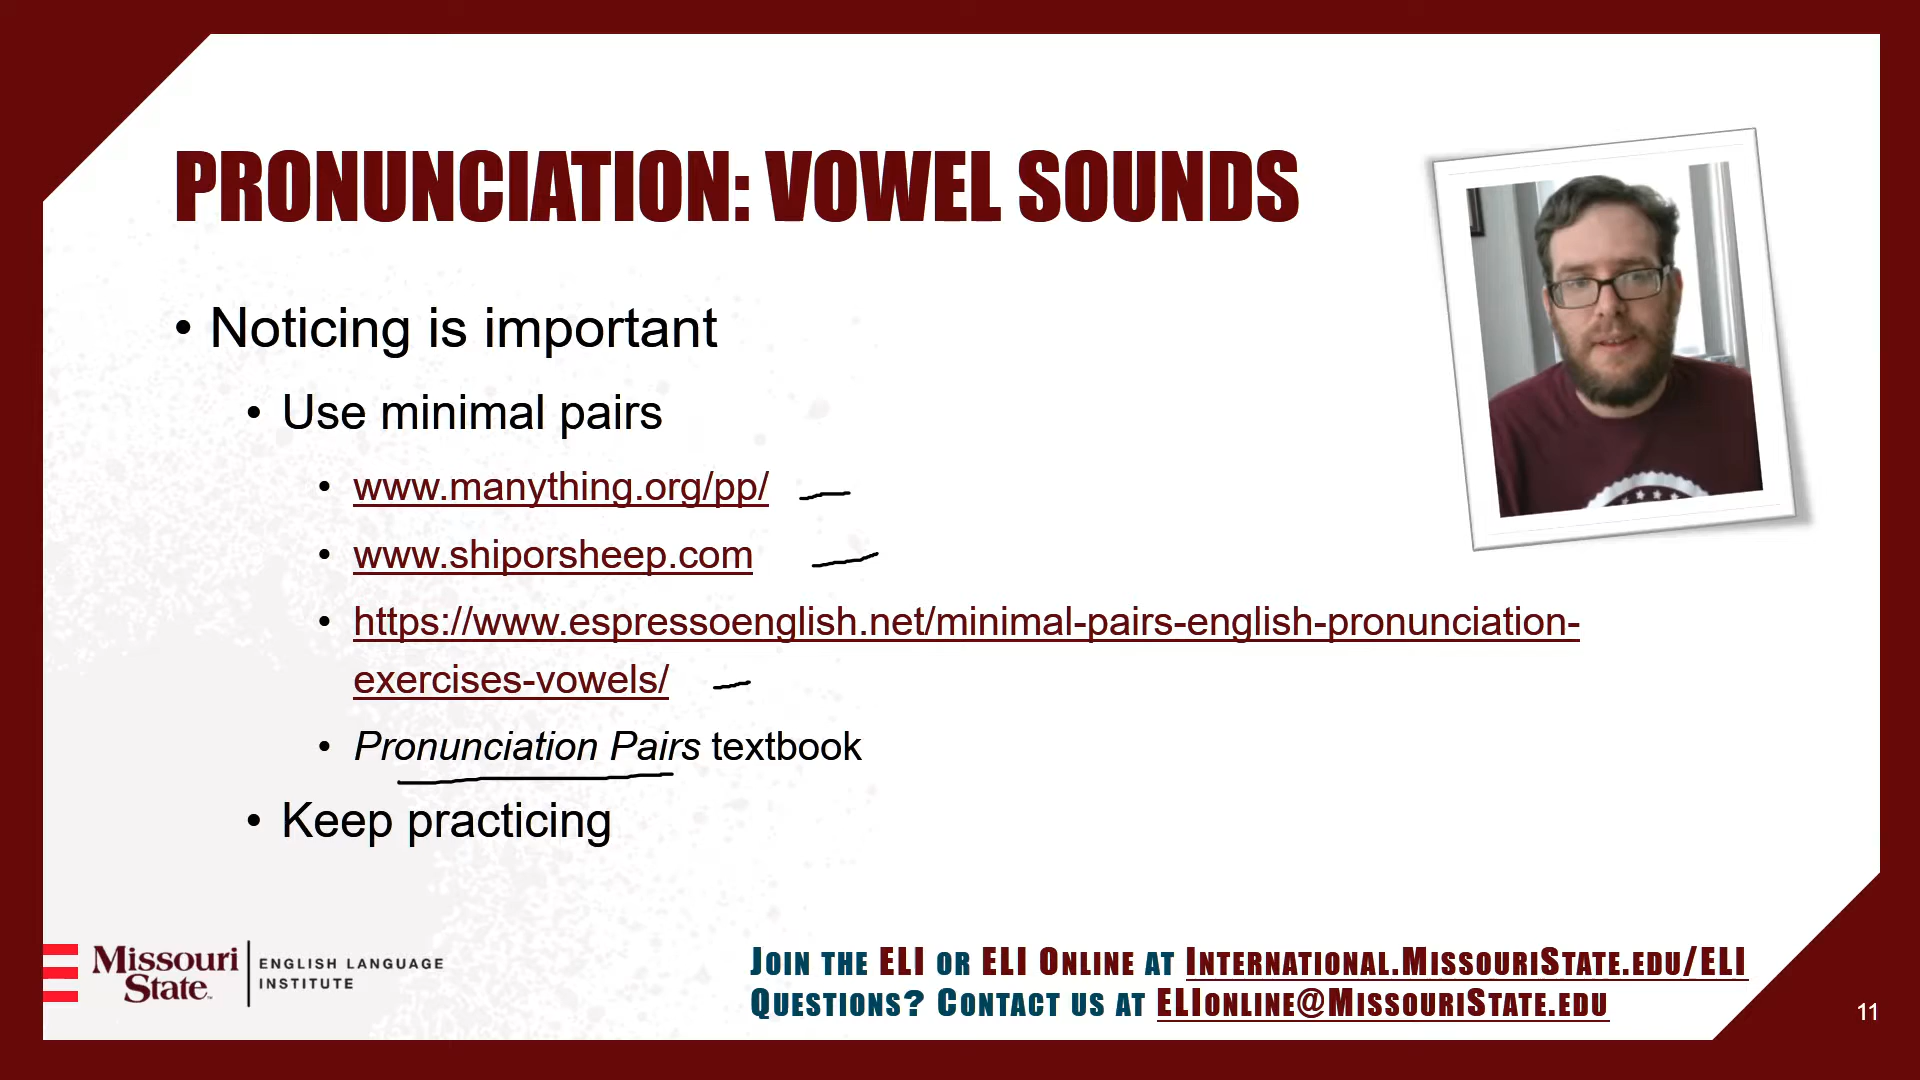 PRONUNCIATION: VOWEL SOUNDS
• Noticing is important
• Use minimal pairs
• www.manything.org/pp/
• www.shiporsheep.com
• https://www.espressoenglish.net/minimal-pairs-english-pronunciation-
exercises-vowels/
• Pronunciation Pairs textbook
• Keep practicing
Missouri
State™
ENGLISH LANGUAGE
INSTITUTE
JOIN THE ELI OR ELI ONLINE AT INTERNATIONAL.MISSOURISTATE.EDU/ELI
QUESTIONS? CONTACT US AT ELIONLINE@MISSOURISTATE.EDU
11